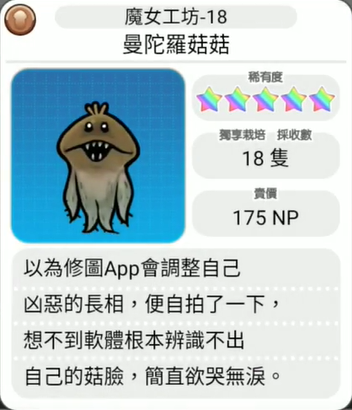 魔女工坊-18
曼陀羅菇菇
稀有度
獨享栽培 採收數
18 隻
賣價
175 NP
以為修圖App會調整自己
凶惡的長相，便自拍了一下，
想不到軟體根本辨識不出
自己的菇臉，簡直欲哭無淚。